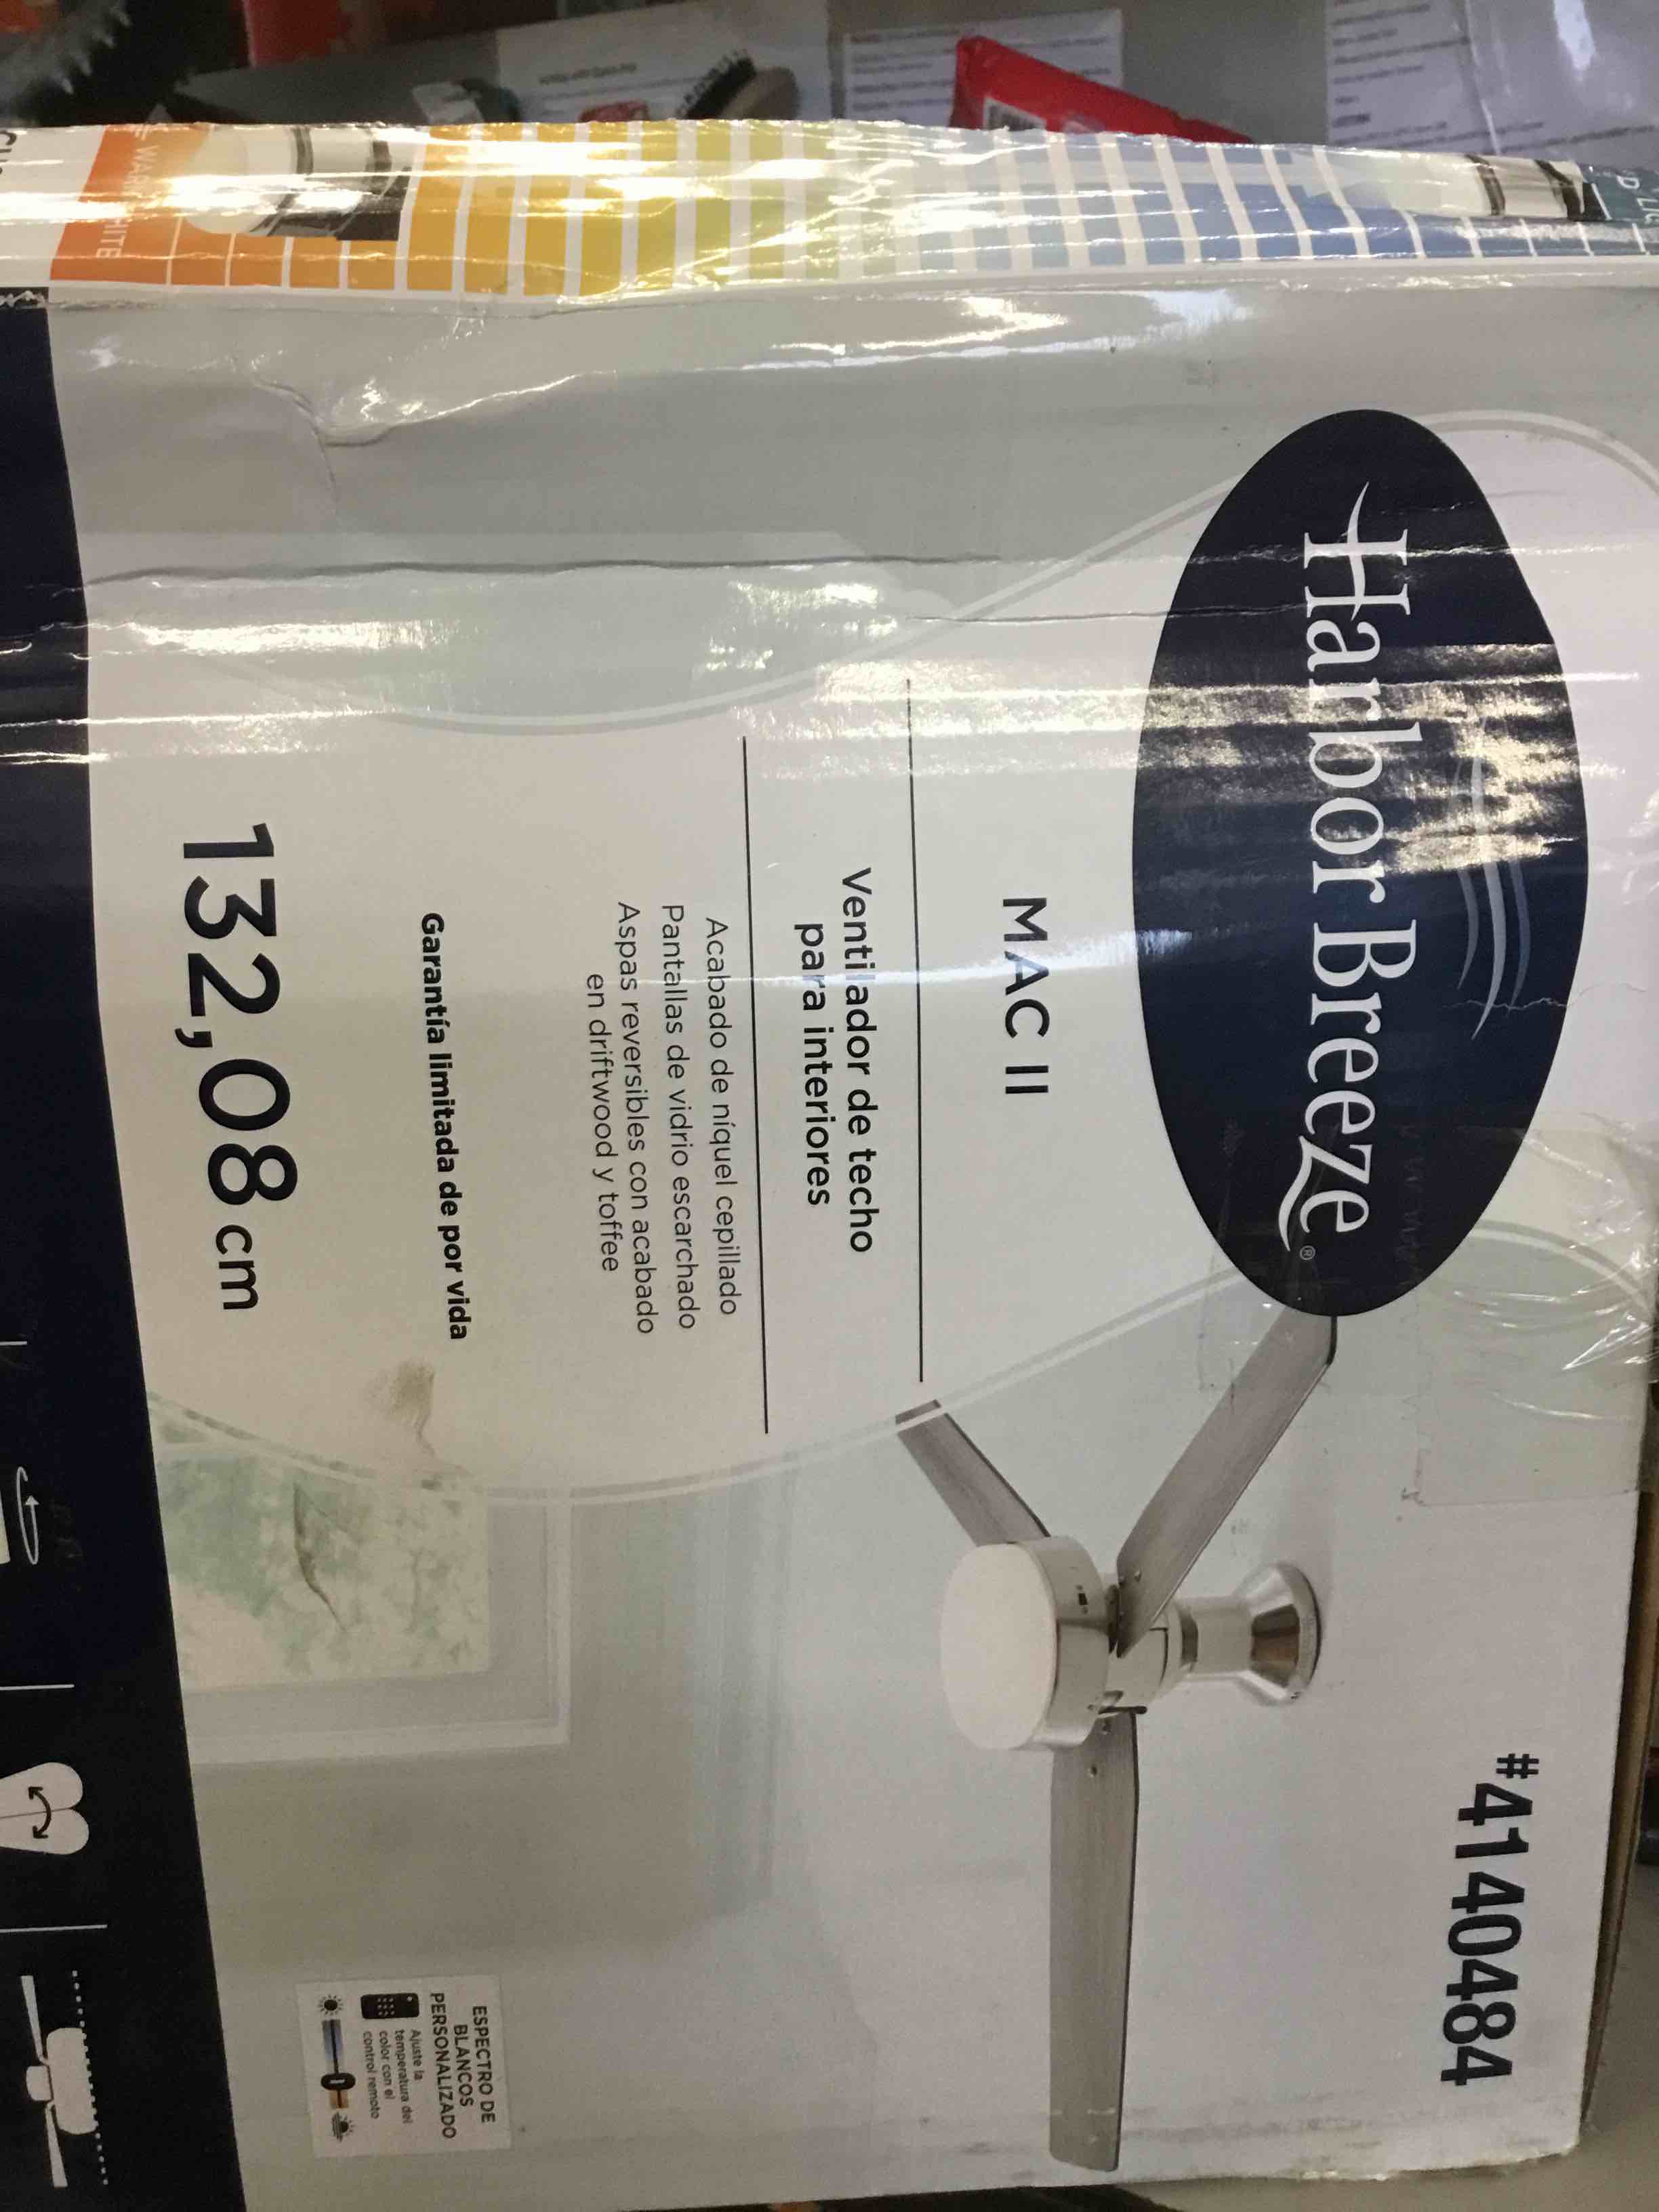 Harbor Breeze®
#4140484
MAC II
Ventilador de techo
para interiores
Acabado de níquel cepillado
Pantallas de vidrio escarchado
Aspas reversibles con acabado
en driftwood y toffee
Garantía limitada de por vida
132,08 cm
ESPECTRO DE
BLANCOS
PERSONALIZADO
Ajuste la
temperatura del
color con el
control remoto